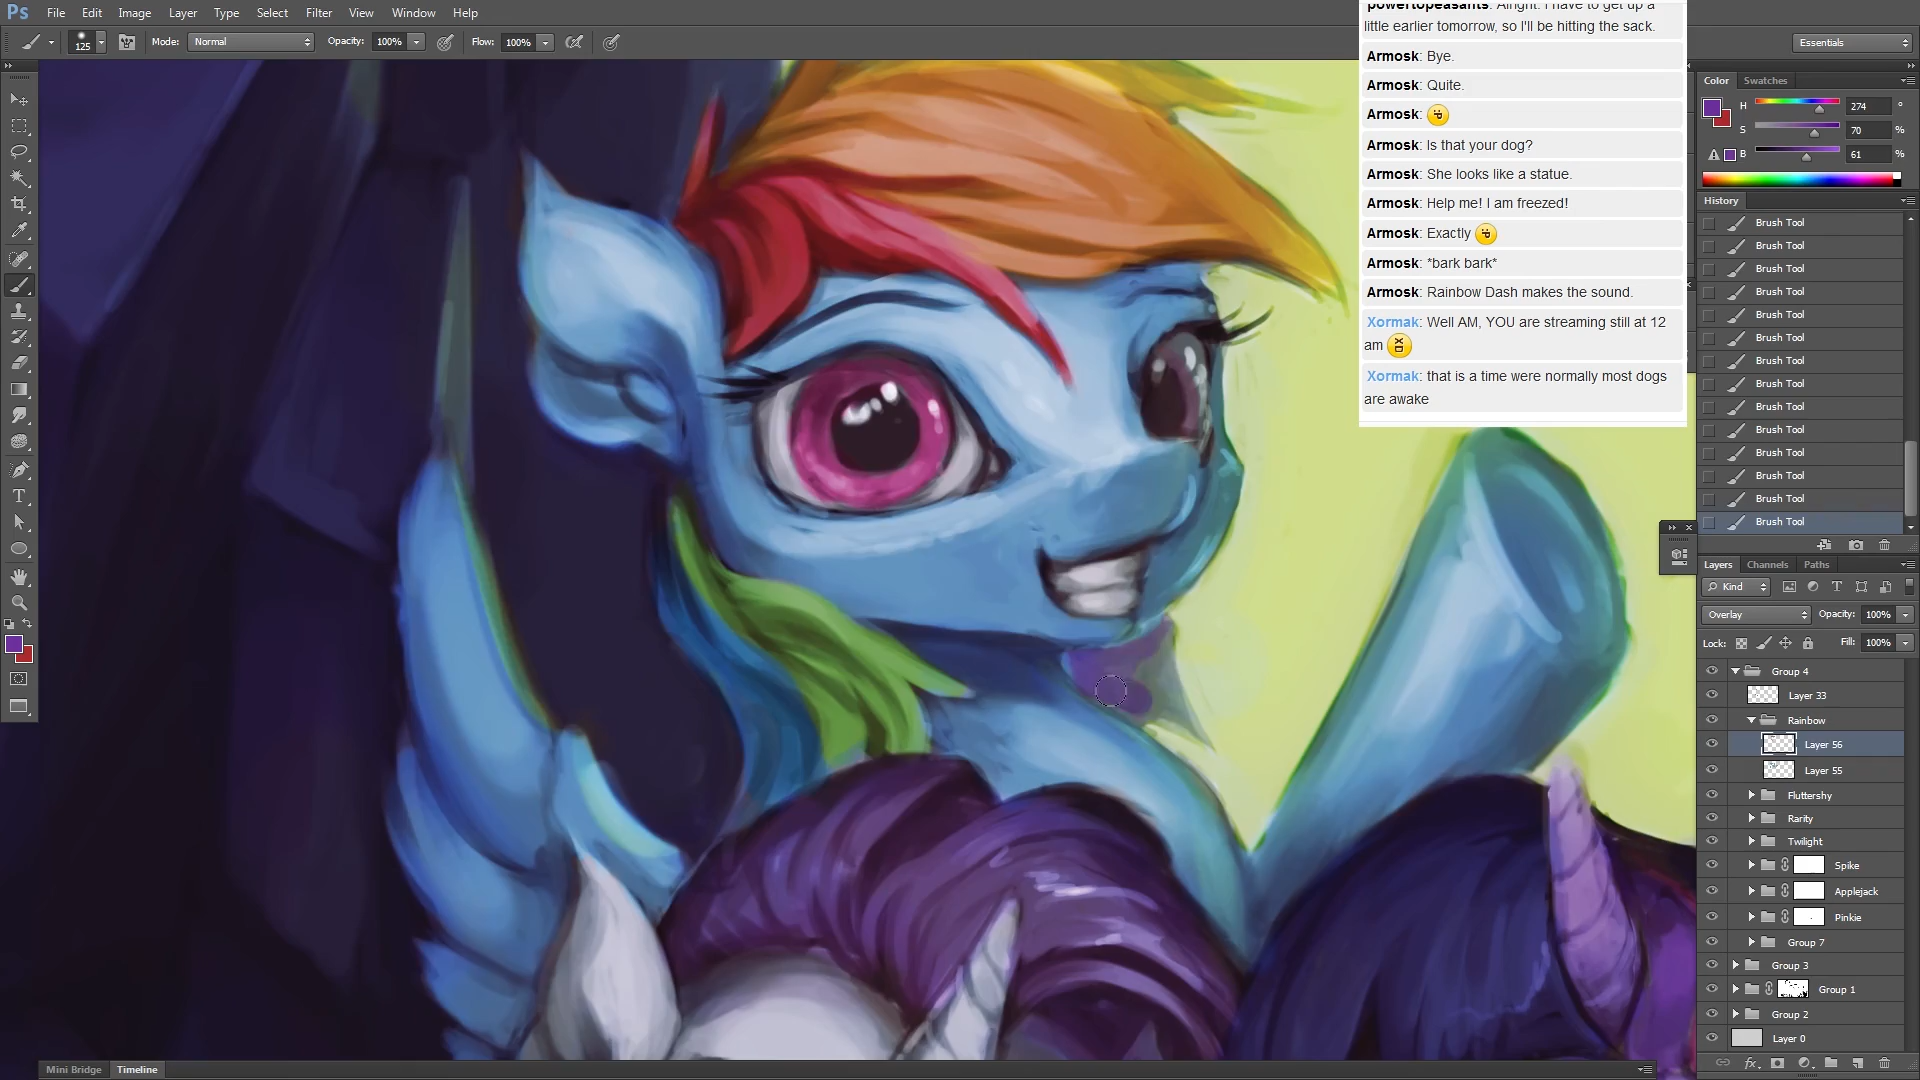 Ps File Edit Image Layer Type Select Filter View Window Help
125 Mode: Normal Opacity: 100% Flow: 100% Essentials
powertopeasants: Alright. I have to get up a
little earlier tomorrow, so I'll be hitting the sack.
Armosk: Bye.
Armosk: Quite.
Armosk:
Armosk: Is that your dog?
Armosk: She looks like a statue.
Armosk: Help me! I am freezed!
Armosk: Exactly
Armosk: *bark bark*
Armosk: Rainbow Dash makes the sound.
Xormak: Well AM, YOU are streaming still at 12
am
Xormak: that is a time were normally most dogs
are awake
Color Swatches
H 274 °
S 70 %
B 61 %
History
Brush Tool
Brush Tool
Brush Tool
Brush Tool
Brush Tool
Brush Tool
Brush Tool
Brush Tool
Brush Tool
Brush Tool
Brush Tool
Brush Tool
Brush Tool
Brush Tool
Layers Channels Paths
Kind
Overlay Opacity: 100%
Lock: Fill: 100%
Group 4
Layer 33
Rainbow
Layer 56
Layer 55
Fluttershy
Rarity
Twilight
Spike
Applejack
Pinkie
Group 7
Group 3
Group 1
Group 2
Layer 0
Mini Bridge Timeline